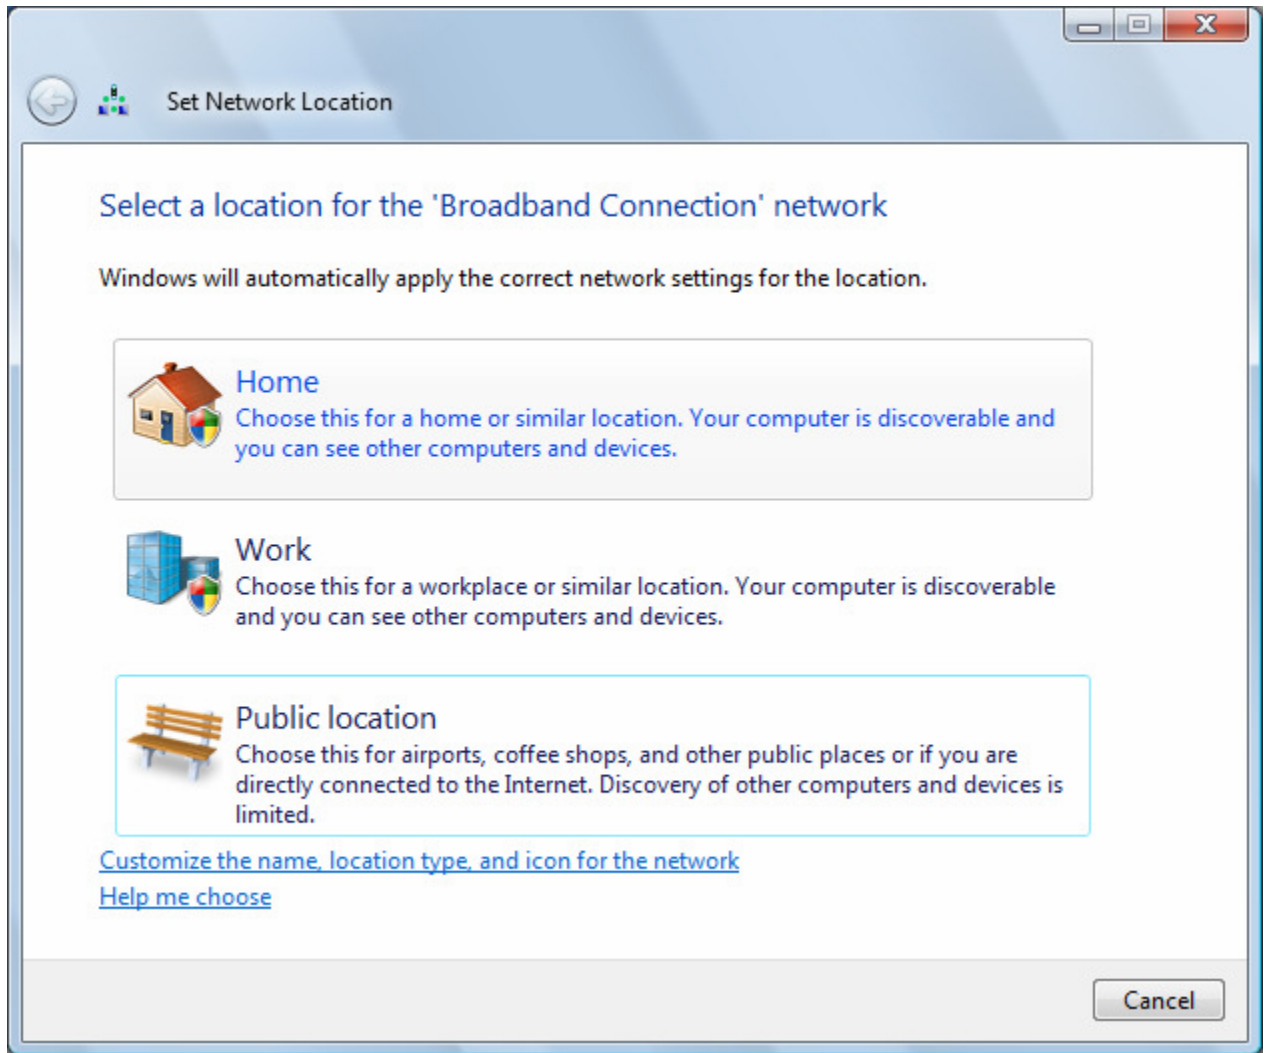 Set Network Location
Select a location for the 'Broadband Connection' network
Windows will automatically apply the correct network settings for the location.
Home
Choose this for a home or similar location. Your computer is discoverable and
you can see other computers and devices.
Work
Choose this for a workplace or similar location. Your computer is discoverable
and you can see other computers and devices.
Public location
Choose this for airports, coffee shops, and other public places or if you are
directly connected to the Internet. Discovery of other computers and devices is
limited.
Customize the name, location type, and icon for the network
Help me choose
Cancel